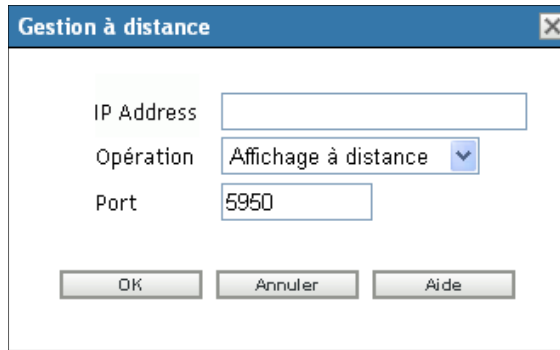 Gestion à distance
IP Address
Opération Affichage à distance
Port 5950
OK Annuler Aide